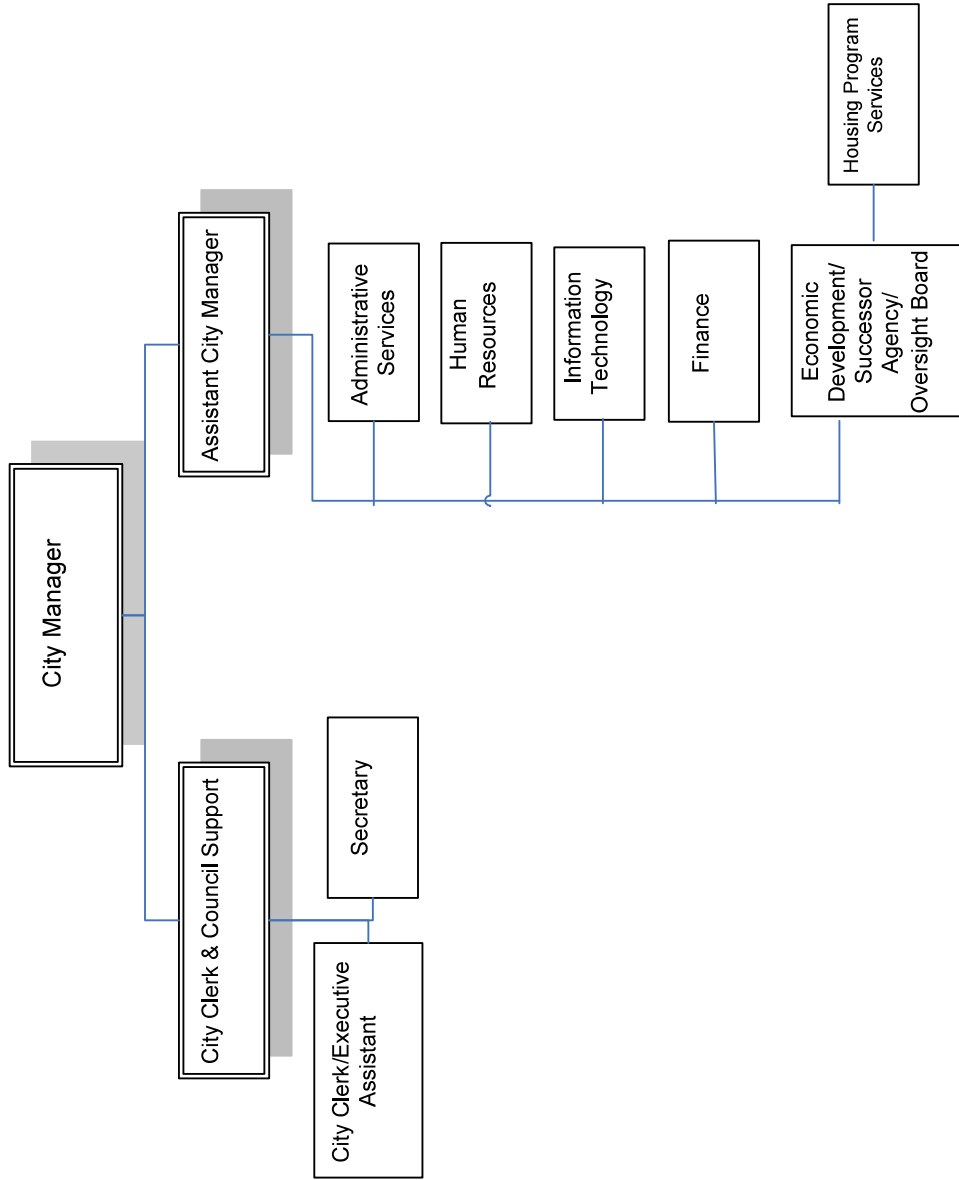 City Manager
City Clerk & Council Support
Assistant City Manager
City Clerk/Executive
Assistant
Secretary
Administrative
Services
Human
Resources
Information
Technology
Finance
Economic
Development/
Successor
Agency/
Oversight Board
Housing Program
Services